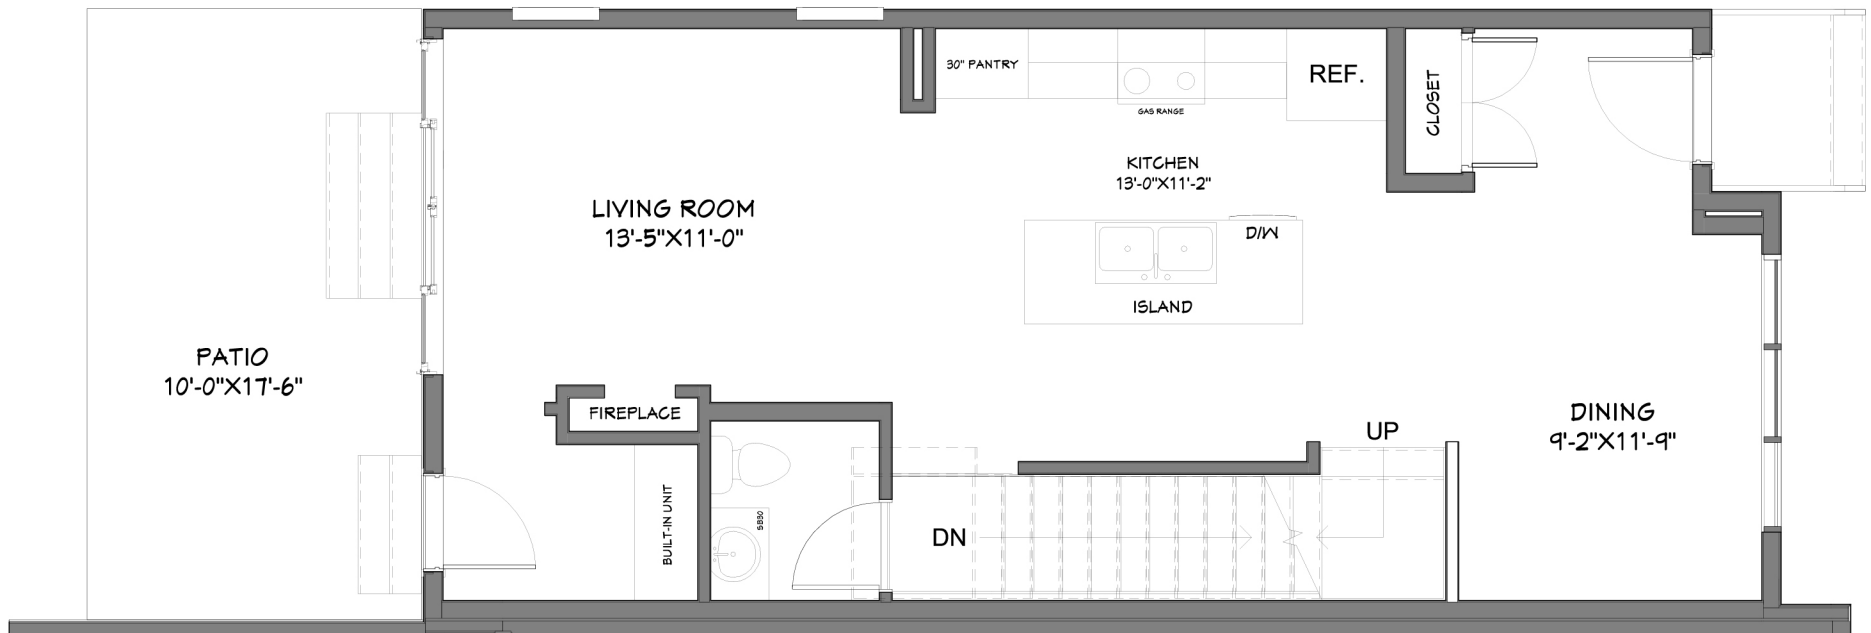 30" PANTRY
REF.
GAS RANGE
CLOSET
KITCHEN
13'-0"X11'-2"
LIVING ROOM
13'-5"X11'-0"
D/W
ISLAND
PATIO
10'-0"X17'-6"
FIREPLACE
DINING
9'-2"X11'-9"
UP
BUILT-IN UNIT
SB30
DN